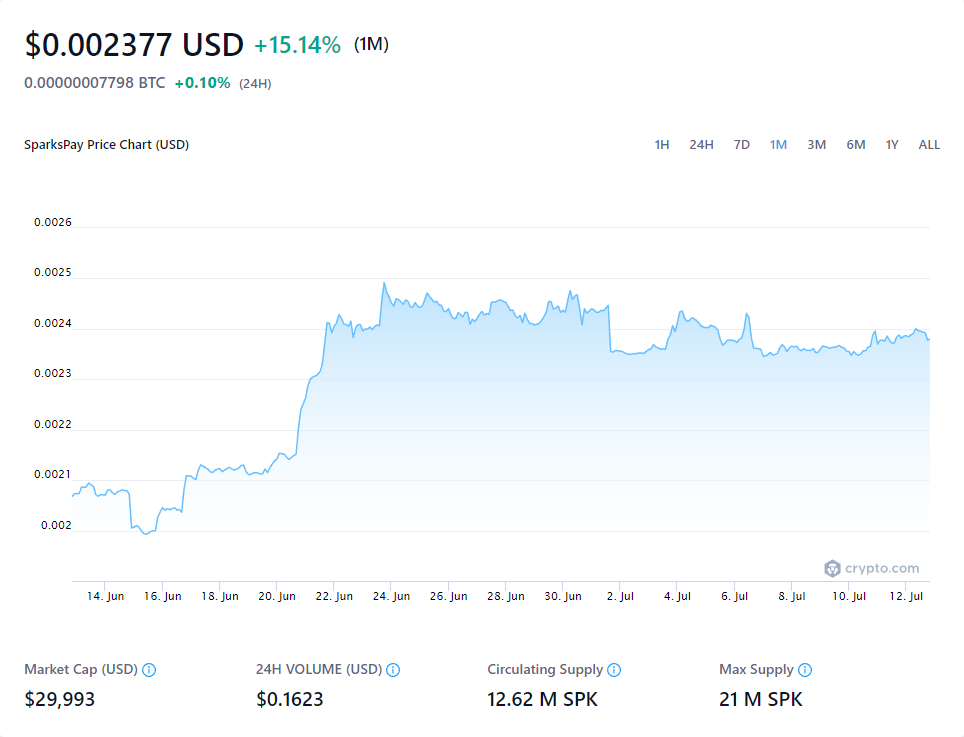 $0.002377 USD +15.14% (1M)
0.00000007798 BTC +0.10% (24H)
SparksPay Price Chart (USD) 1H 24H 7D 1M 3M 6M 1Y ALL
0.0026
0.0025
0.0024
0.0023
0.0022
0.0021
0.002
crypto.com
14. Jun 16. Jun 18. Jun 20. Jun 22. Jun 24. Jun 26. Jun 28. Jun 30. Jun 2. Jul 4. Jul 6. Jul 8. Jul 10. Jul 12. Jul
Market Cap (USD) 24H VOLUME (USD) Circulating Supply Max Supply
$29,993 $0.1623 12.62 M SPK 21 M SPK